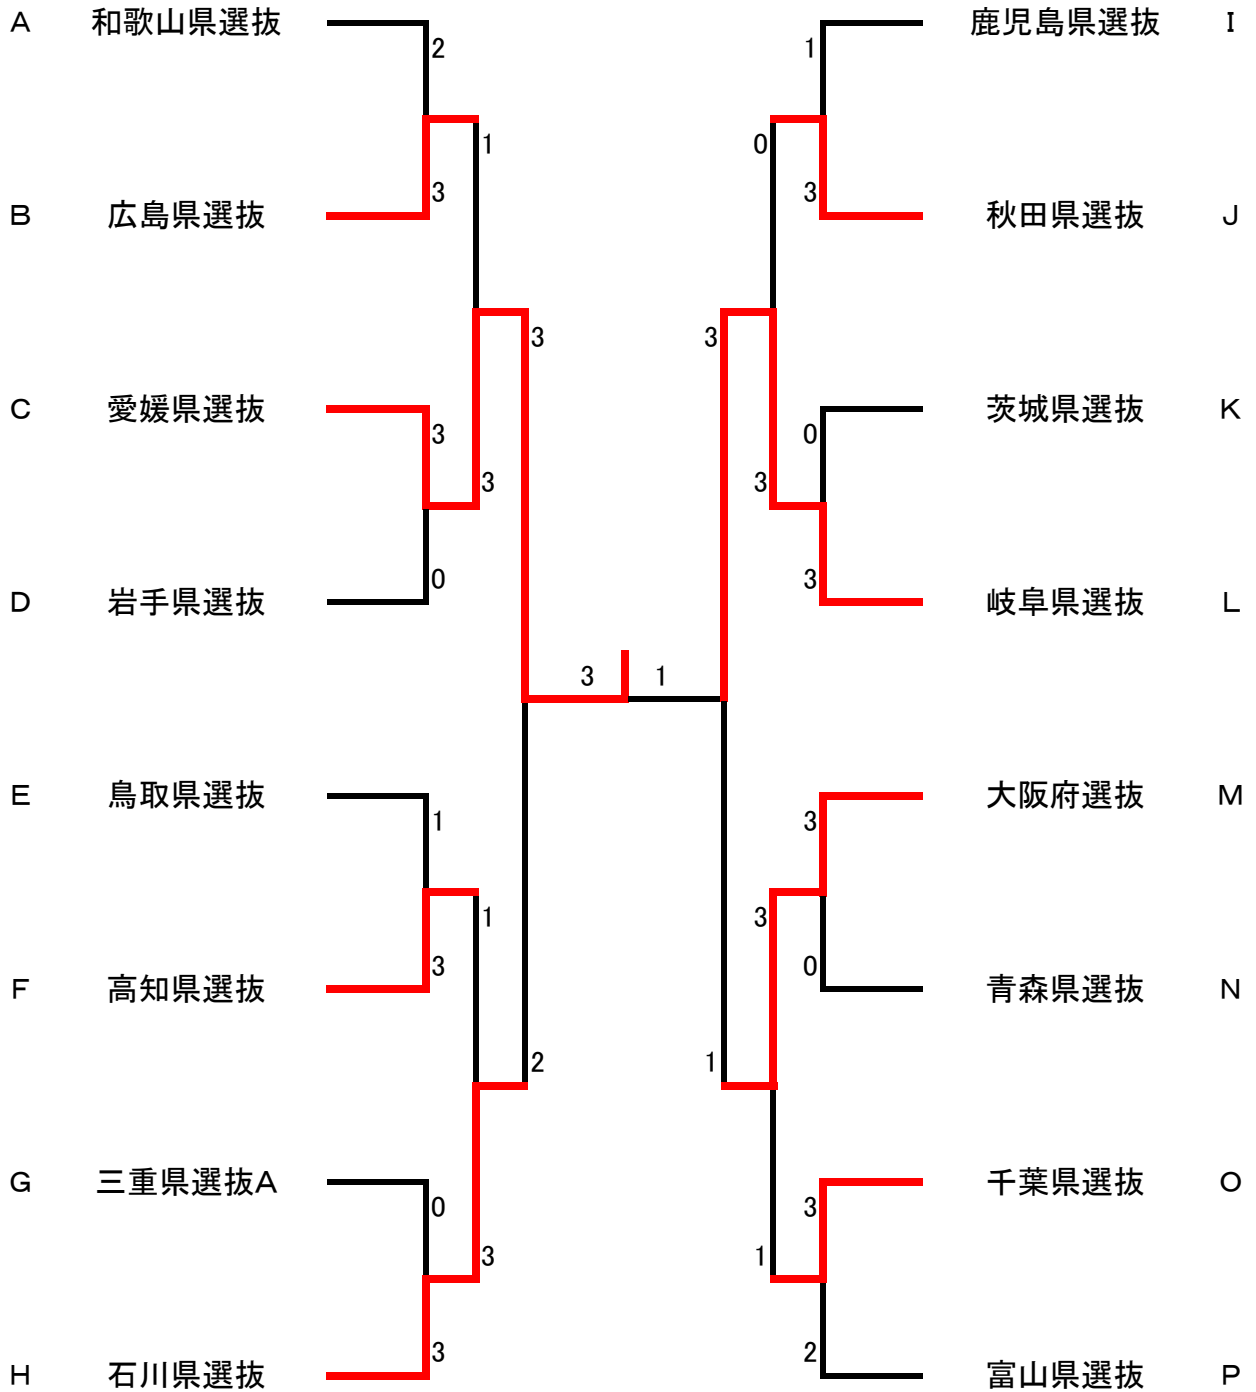 A 和歌山県選抜 鹿児島県選抜 I
2 1
1 0
3 3
B 広島県選抜 秋田県選抜 J
3 3
C 愛媛県選抜 茨城県選抜 K
3 0
3 3
0 3
D 岩手県選抜 岐阜県選抜 L
3 1
E 鳥取県選抜 大阪府選抜 M
1 3
1 3
3 0
F 高知県選抜 青森県選抜 N
2 1
G 三重県選抜A 千葉県選抜 O
0 3
3 1
3 2
H 石川県選抜 富山県選抜 P